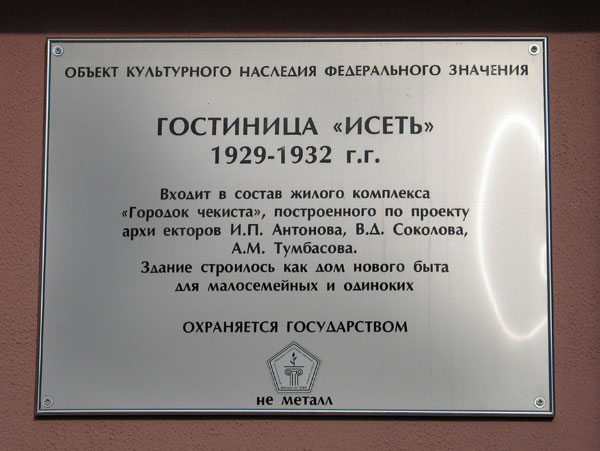 ОБЪЕКТ КУЛЬТУРНОГО НАСЛЕДИЯ ФЕДЕРАЛЬНОГО ЗНАЧЕНИЯ
ГОСТИНИЦА «ИСЕТЬ»
1929-1932 г.г.
Входит в состав жилого комплекса
«Городок чекиста», построенного по проекту
архи екторов И.П. Антонова, В.Д. Соколова,
А.М. Тумбасова.
Здание строилось как дом нового быта
для малосемейных и одиноких
ОХРАНЯЕТСЯ ГОСУДАРСТВОМ
не металл